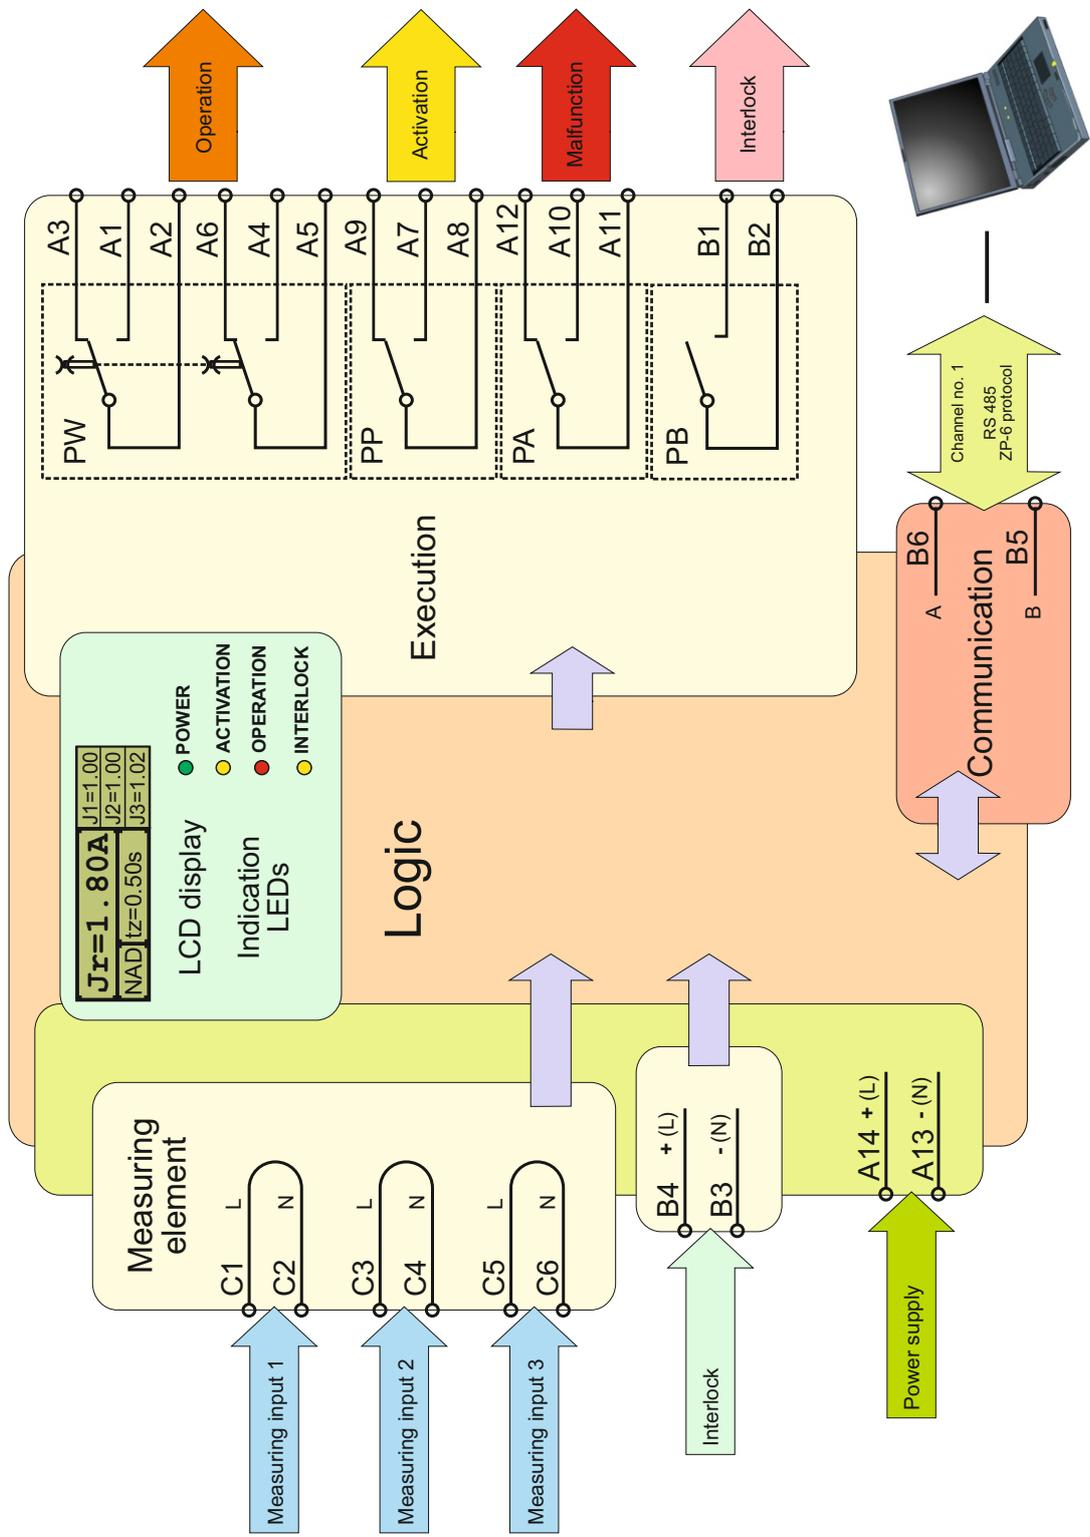 Operation
Activation
Malfunction
Interlock
A3
A1
A2
A6
A4
A5
A9
A7
A8
A12
A10
A11
B1
B2
PW
PP
PA
PB
Execution
Channel no. 1
RS 485
ZP-6 protocol
B6
A
B5
B
Communication
Jr=1.80A
NAD
tz=0.50s
J1=1.00
J2=1.00
J3=1.02
LCD display
Indication
LEDs
POWER
ACTIVATION
OPERATION
INTERLOCK
Logic
Measuring
element
C1
L
C2
N
C3
L
C4
N
C5
L
C6
N
B4
+ (L)
B3
- (N)
A14 + (L)
A13 - (N)
Measuring input 1
Measuring input 2
Measuring input 3
Interlock
Power supply